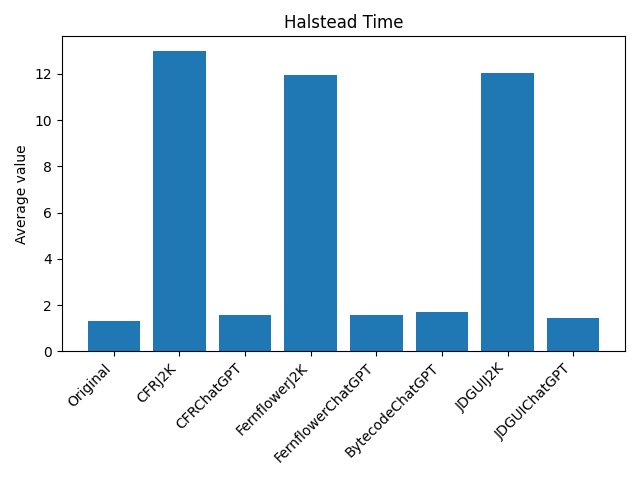 Halstead Time
Average value
12
10
8
6
4
2
0
Original
CFRJ2K
CFRChatGPT
FernflowerJ2K
FernflowerChatGPT
BytecodeChatGPT
JDGUIJ2K
JDGUIChatGPT